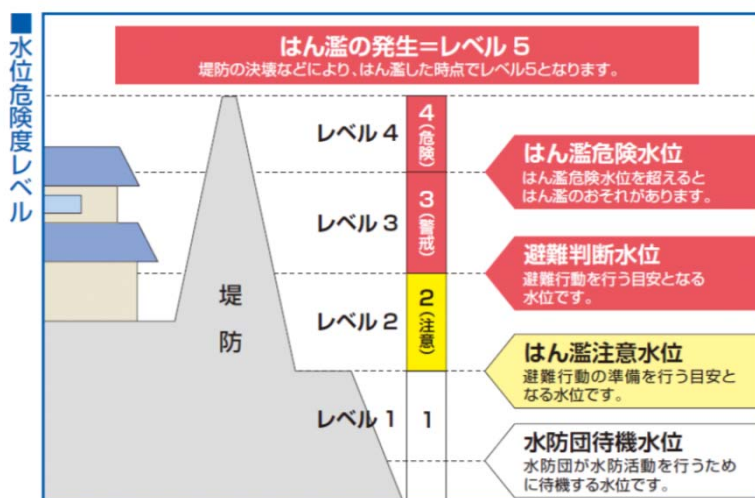 ■水位危険度レベル
はん濫の発生=レベル5
堤防の決壊などにより、はん濫した時点でレベル5となります。
レベル4
4(危険)
はん濫危険水位
はん濫危険水位を超えると
はん濫のおそれがあります。
レベル3
3(警戒)
避難判断水位
避難行動を行う目安となる
水位です。
堤防
レベル2
2(注意)
はん濫注意水位
避難行動の準備を行う目安と
なる水位です。
レベル1
1
水防団待機水位
水防団が水防活動を行うため
に待機する水位です。